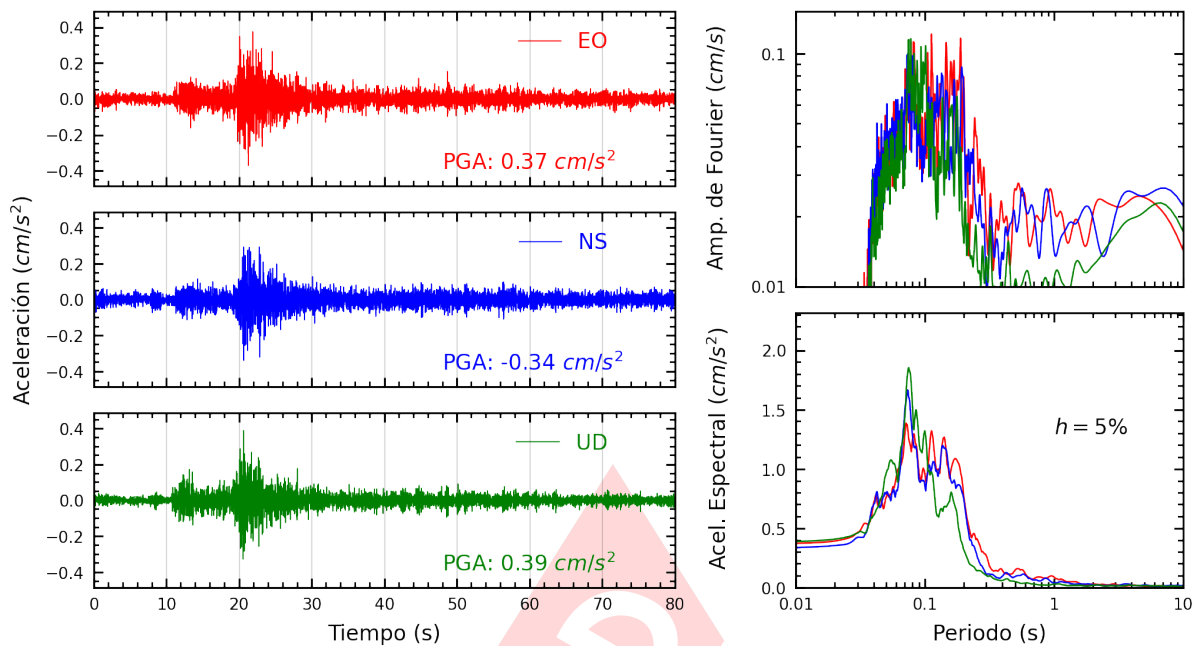 Aceleración (cm/s²)
0.4
0.2
0.0
−0.2
−0.4
EO
PGA: 0.37 cm/s²
0.4
0.2
0.0
−0.2
−0.4
NS
PGA: -0.34 cm/s²
0.4
0.2
0.0
−0.2
−0.4
UD
PGA: 0.39 cm/s²
0 10 20 30 40 50 60 70 80
Tiempo (s)
Amp. de Fourier (cm/s)
0.1
0.01
Acel. Espectral (cm/s²)
2.0
1.5
1.0
0.5
0.0
h = 5%
0.01 0.1 1 10
Periodo (s)